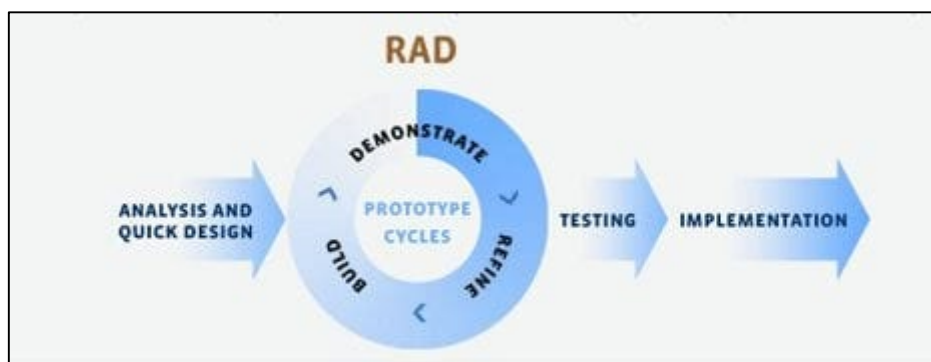 RAD
ANALYSIS AND
QUICK DESIGN
DEMONSTRATE
PROTOTYPE
CYCLES
BUILD
REFINE
TESTING
IMPLEMENTATION